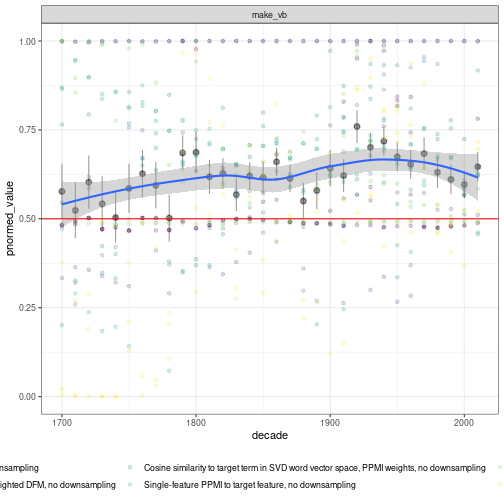 make_vb
1.00
0.75
0.50
0.25
0.00
pnormed_value
1700
1800
1900
2000
decade
nsampling
Cosine similarity to target term in SVD word vector space, PPMI weights, no downsampling
ighted DFM, no downsampling
Single-feature PPMI to target feature, no downsampling